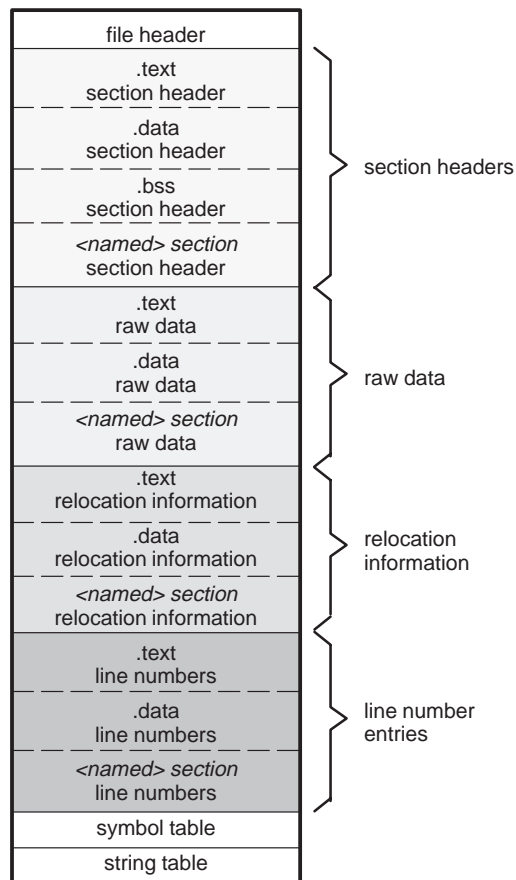 file header
.text
section header
.data
section header
.bss
section header
<named> section
section header
section headers
.text
raw data
.data
raw data
<named> section
raw data
raw data
.text
relocation information
.data
relocation information
<named> section
relocation information
relocation
information
.text
line numbers
.data
line numbers
<named> section
line numbers
line number
entries
symbol table
string table